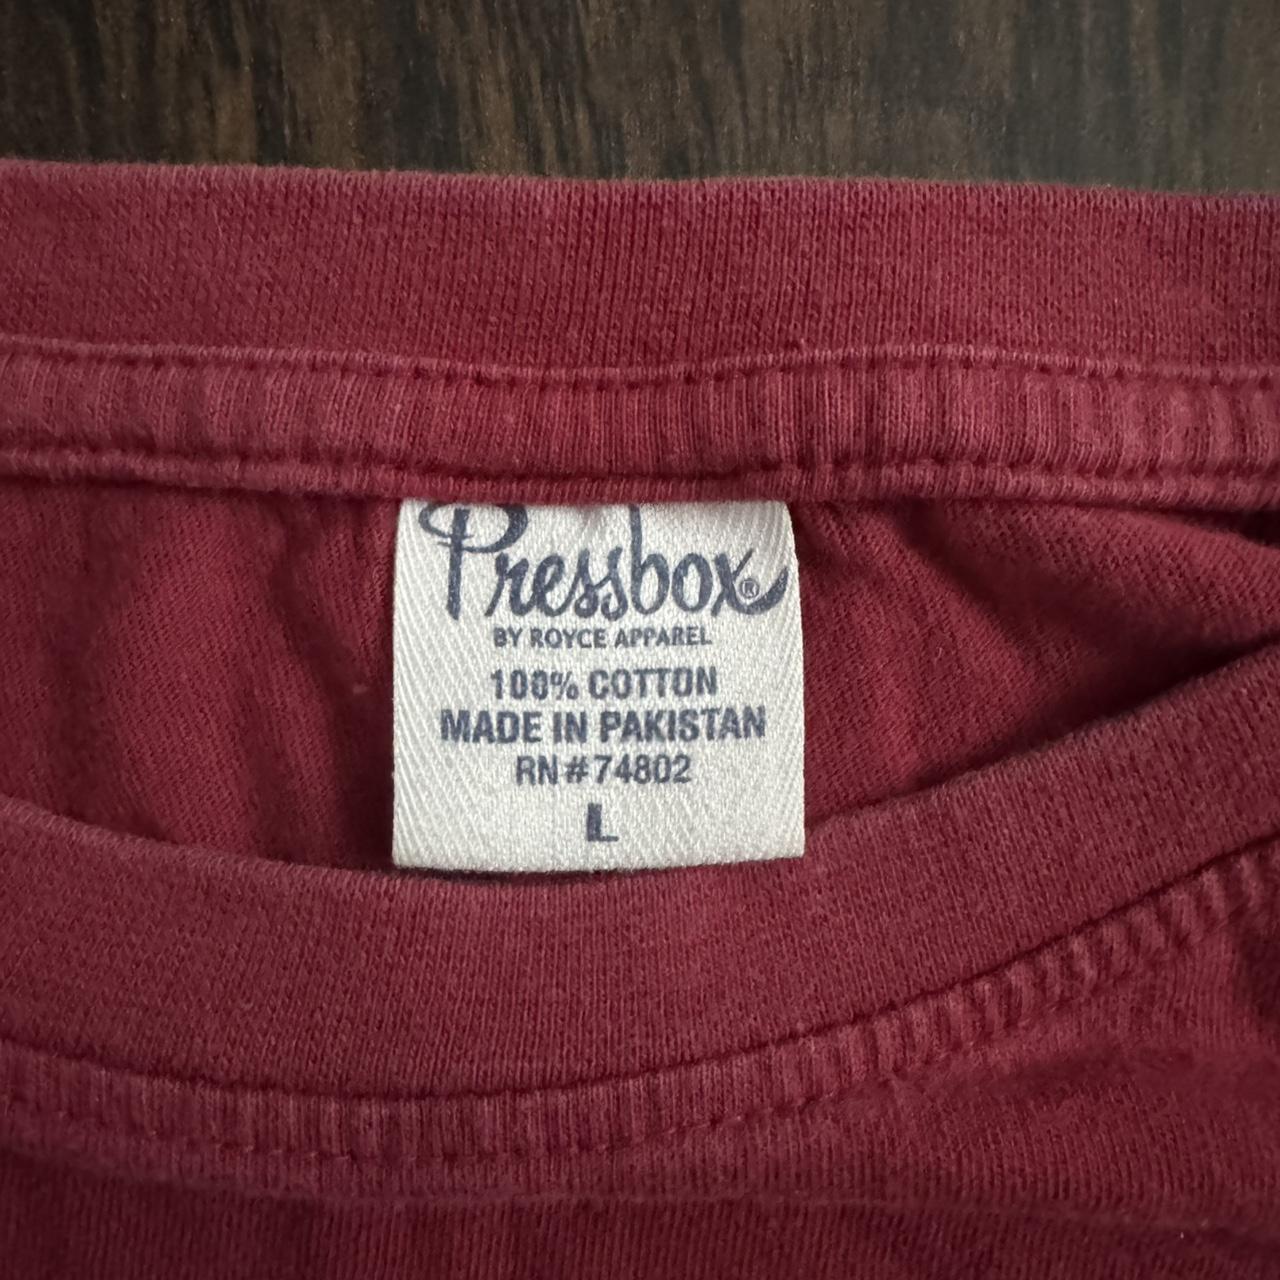 Pressbox®
BY ROYCE APPAREL
100% COTTON
MADE IN PAKISTAN
RN#74802
L